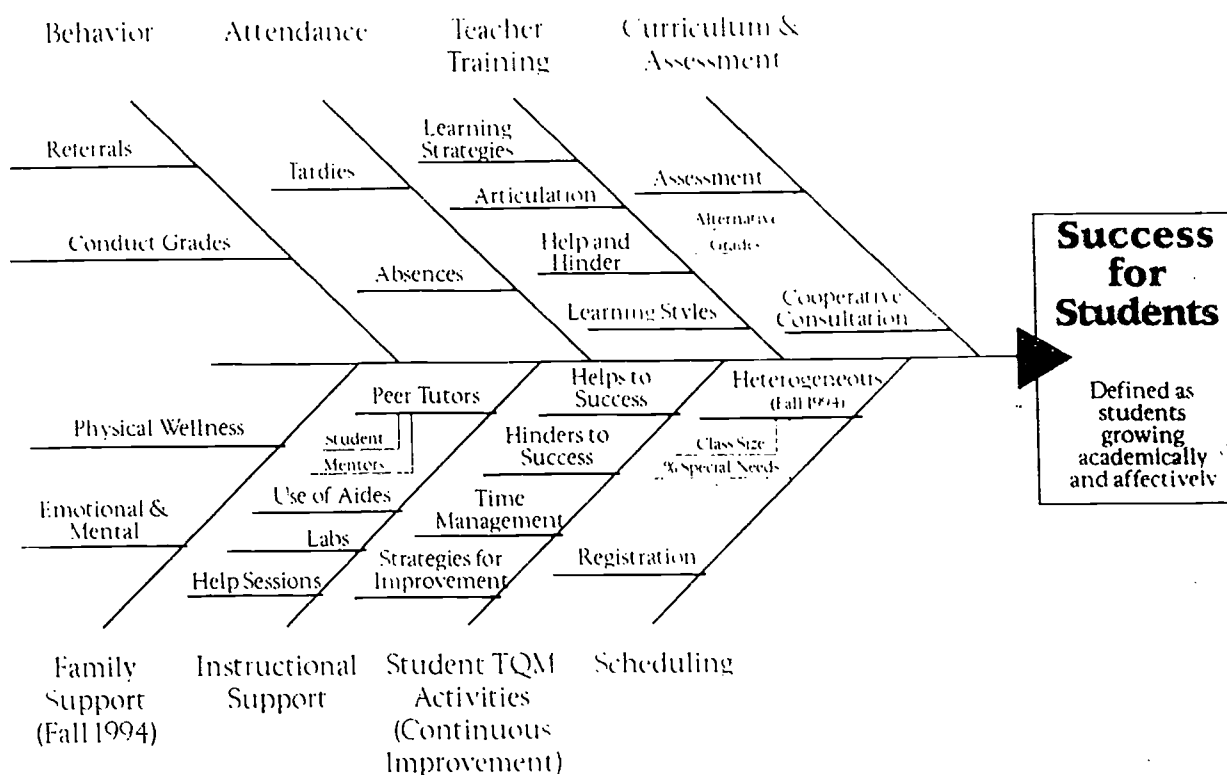 Behavior
Attendance
Teacher
Training
Curriculum &
Assessment
Referrals
Conduct Grades
Tardies
Absences
Learning
Strategies
Articulation
Help and
Hinder
Learning Styles
Assessment
Alternative
Grades
Cooperative
Consultation
Success
for
Students
Defined as
students
growing
academically
and affectively
Physical Wellness
Emotional &
Mental
Peer Tutors
Student
Mentors
Use of Aides
Labs
Help Sessions
Helps to
Success
Hinders to
Success
Time
Management
Strategies for
Improvement
Heterogeneous
(Fall 1994)
Class Size
% Special Needs
Registration
Family
Support
(Fall 1994)
Instructional
Support
Student TQM
Activities
(Continuous
Improvement)
Scheduling